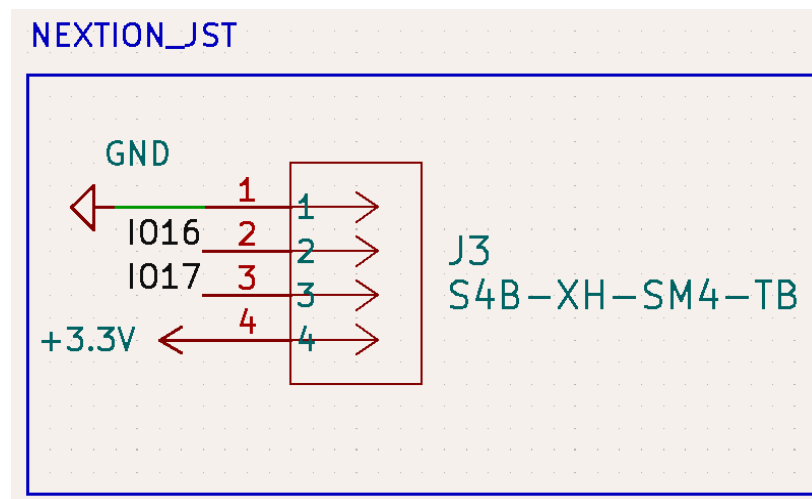 NEXTION_JST
GND
1 1
IO16 2 2
IO17 3 3
+3.3V 4 4
J3
S4B-XH-SM4-TB